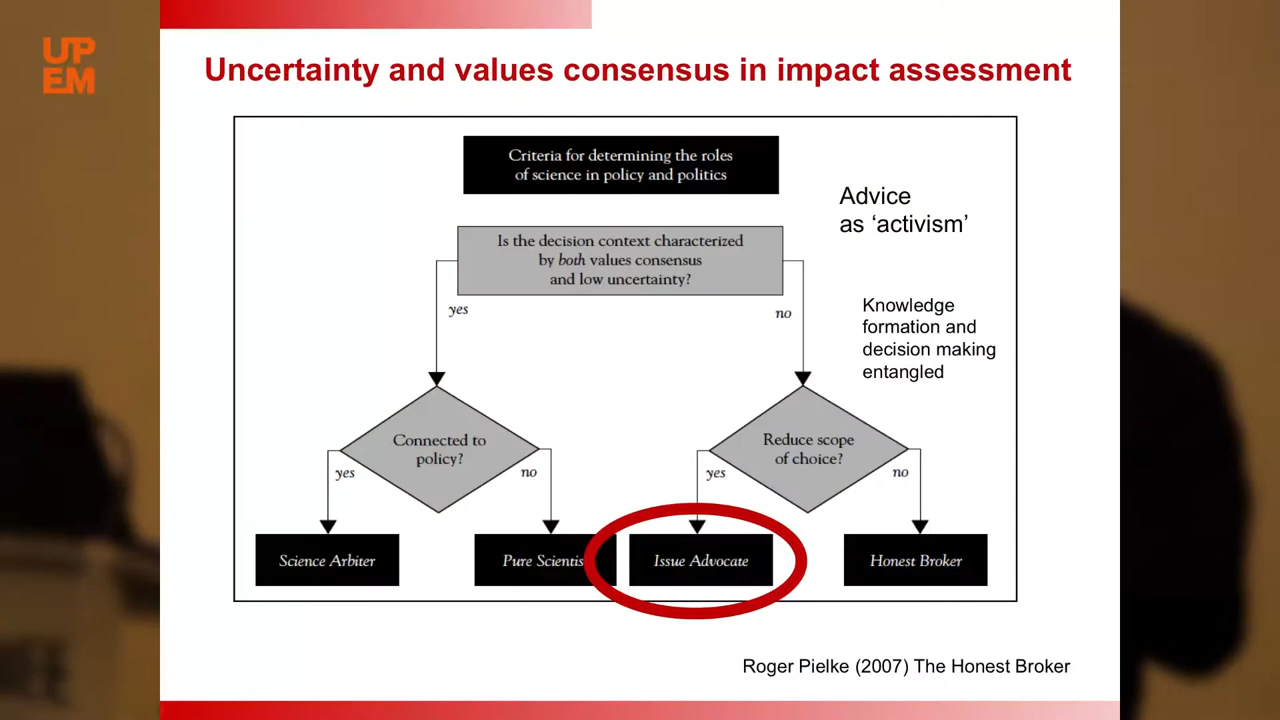 UP
EM
Uncertainty and values consensus in impact assessment
Criteria for determining the roles
of science in policy and politics
Advice
as ‘activism’
Is the decision context characterized
by both values consensus
and low uncertainty?
yes
no
Knowledge
formation and
decision making
entangled
Connected to
policy?
Reduce scope
of choice?
yes
no
yes
no
Science Arbiter
Pure Scientis
Issue Advocate
Honest Broker
Roger Pielke (2007) The Honest Broker